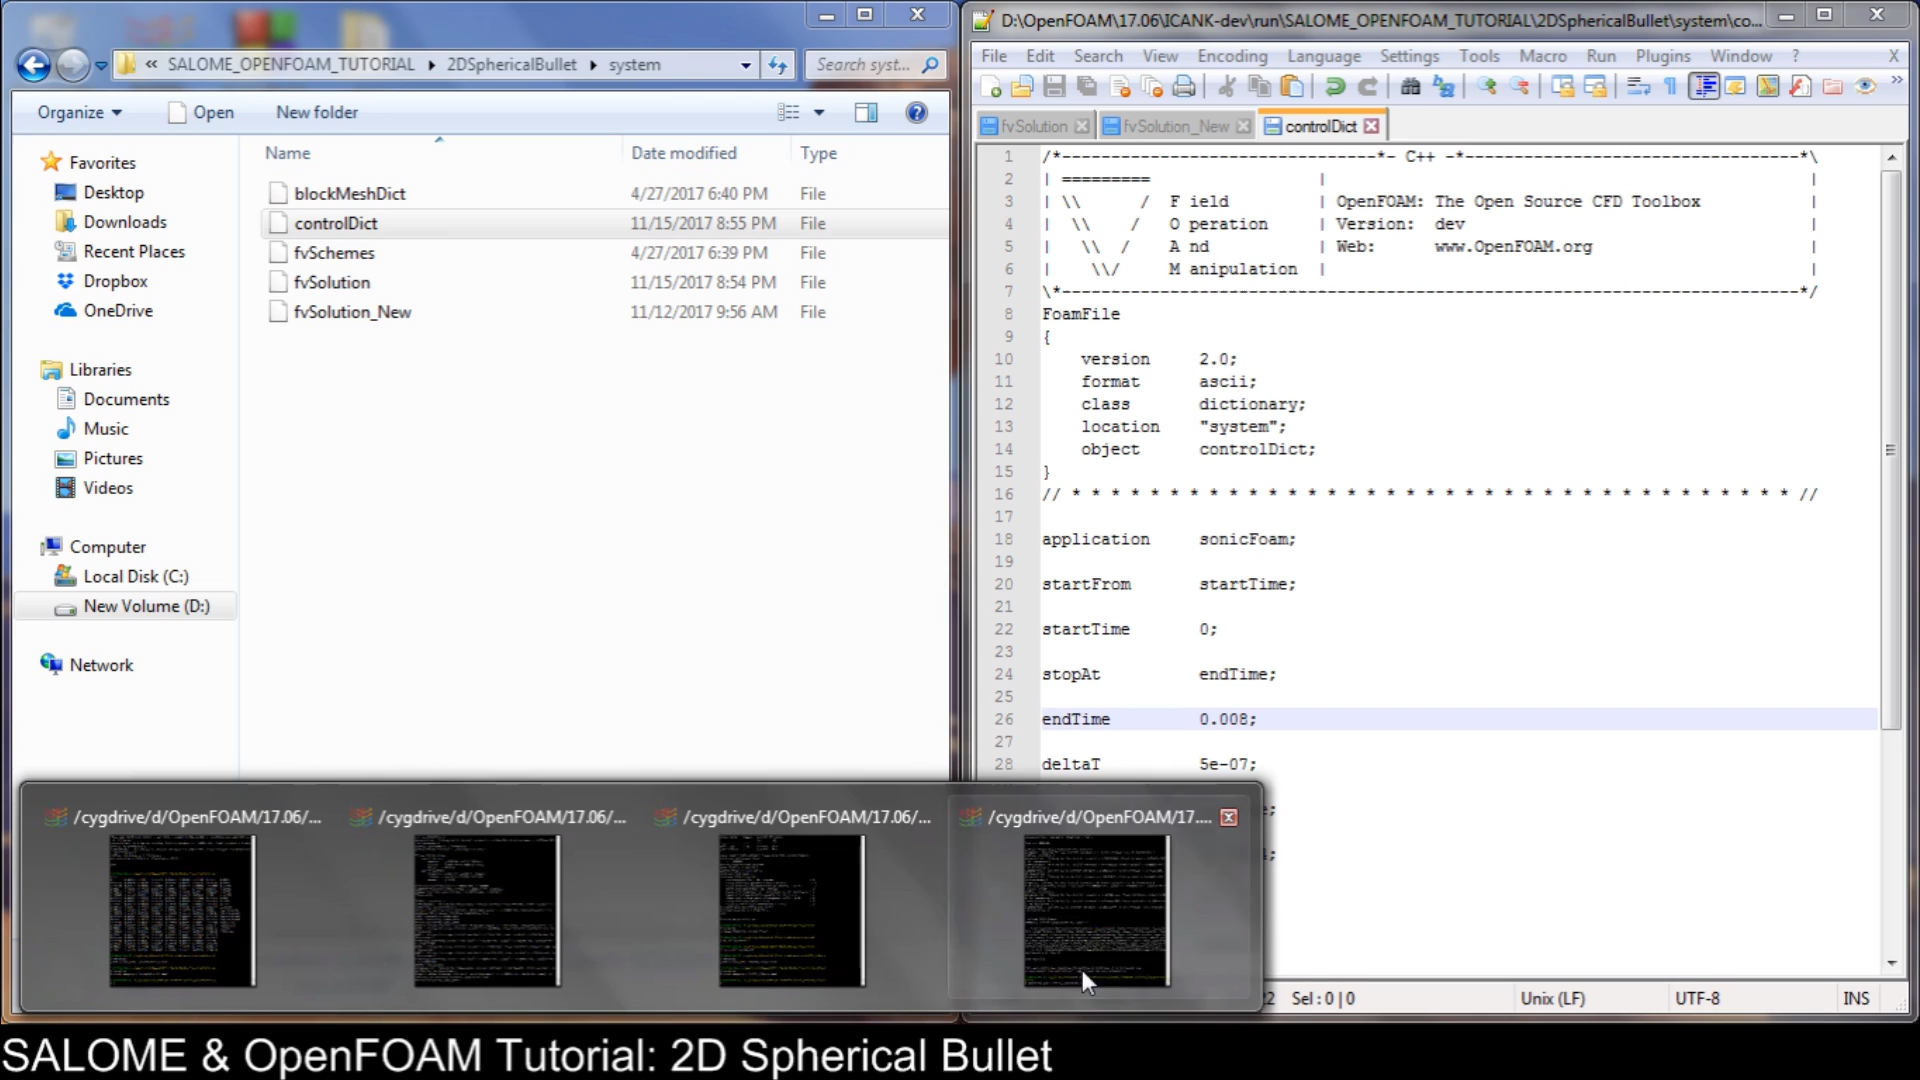 « SALOME_OPENFOAM_TUTORIAL ▸ 2DSphericalBullet ▸ system
Search syst...
Organize Open New folder
Name Date modified Type
blockMeshDict 4/27/2017 6:40 PM File
controlDict 11/15/2017 8:55 PM File
fvSchemes 4/27/2017 6:39 PM File
fvSolution 11/15/2017 8:54 PM File
fvSolution_New 11/12/2017 9:56 AM File
Favorites
Desktop
Downloads
Recent Places
Dropbox
OneDrive
Libraries
Documents
Music
Pictures
Videos
Computer
Local Disk (C:)
New Volume (D:)
Network
D:\OpenFOAM\17.06\ICANK-dev\run\SALOME_OPENFOAM_TUTORIAL\2DSphericalBullet\system\co...
File Edit Search View Encoding Language Settings Tools Macro Run Plugins Window ? X
fvSolution fvSolution_New controlDict
1 /*--------------------------------*- C++ -*----------------------------------*\
2 | ========= | |
3 | \\ / F ield | OpenFOAM: The Open Source CFD Toolbox |
4 | \\ / O peration | Version: dev |
5 | \\ / A nd | Web: www.OpenFOAM.org |
6 | \\/ M anipulation | |
7 \*---------------------------------------------------------------------------*/
8 FoamFile
9 {
10 version 2.0;
11 format ascii;
12 class dictionary;
13 location "system";
14 object controlDict;
15 }
16 // * * * * * * * * * * * * * * * * * * * * * * * * * * * * * * * * * * * * * //
17
18 application sonicFoam;
19
20 startFrom startTime;
21
22 startTime 0;
23
24 stopAt endTime;
25
26 endTime 0.008;
27
28 deltaT 5e-07;
/cygdrive/d/OpenFOAM/17.06/... /cygdrive/d/OpenFOAM/17.06/... /cygdrive/d/OpenFOAM/17.06/... /cygdrive/d/OpenFOAM/17....
Sel : 0 | 0 Unix (LF) UTF-8 INS
SALOME & OpenFOAM Tutorial: 2D Spherical Bullet